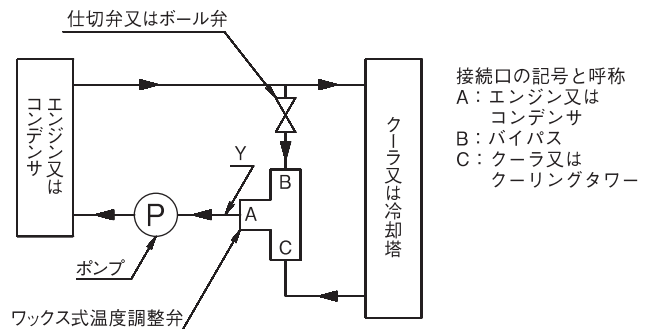 仕切弁又はボール弁
エンジン又は
コンデンサ
クーラ又は冷却塔
接続口の記号と呼称
A：エンジン又は
コンデンサ
B：バイパス
C：クーラ又は
クーリングタワー
Y
B
A
C
P
ポンプ
ワックス式温度調整弁